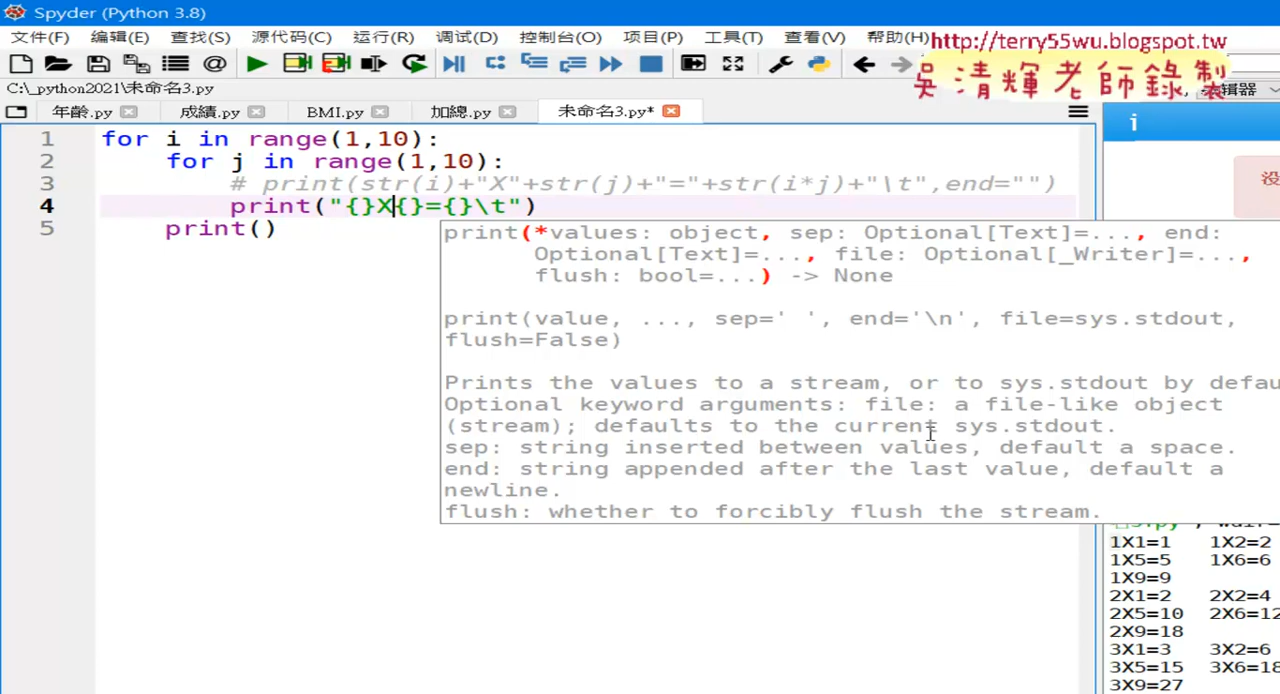 Spyder (Python 3.8)
文件(F) 编辑(E) 查找(S) 源代码(C) 运行(R) 调试(D) 控制台(O) 项目(P) 工具(T) 查看(V) 帮助(H)
http://terry55wu.blogspot.tw
吳清輝老師錄製
C:\_python2021\未命名3.py
编辑器
年龄.py 成績.py BMI.py 加總.py 未命名3.py*
i
1 for i in range(1,10):
2 for j in range(1,10):
3 # print(str(i)+"X"+str(j)+"="+str(i*j)+"\t",end="")
4 print("{}X{}={}\t")
5 print()
print(*values: object, sep: Optional[Text]=..., end:
Optional[Text]=..., file: Optional[_Writer]=...,
flush: bool=...) -> None
print(value, ..., sep=' ', end='\n', file=sys.stdout,
flush=False)
Prints the values to a stream, or to sys.stdout by defau
Optional keyword arguments: file: a file-like object
(stream); defaults to the current sys.stdout.
sep: string inserted between values, default a space.
end: string appended after the last value, default a
newline.
flush: whether to forcibly flush the stream.
1X1=1 1X2=2
1X5=5 1X6=6
1X9=9
2X1=2 2X2=4
2X5=10 2X6=12
2X9=18
3X1=3 3X2=6
3X5=15 3X6=18
3X9=27